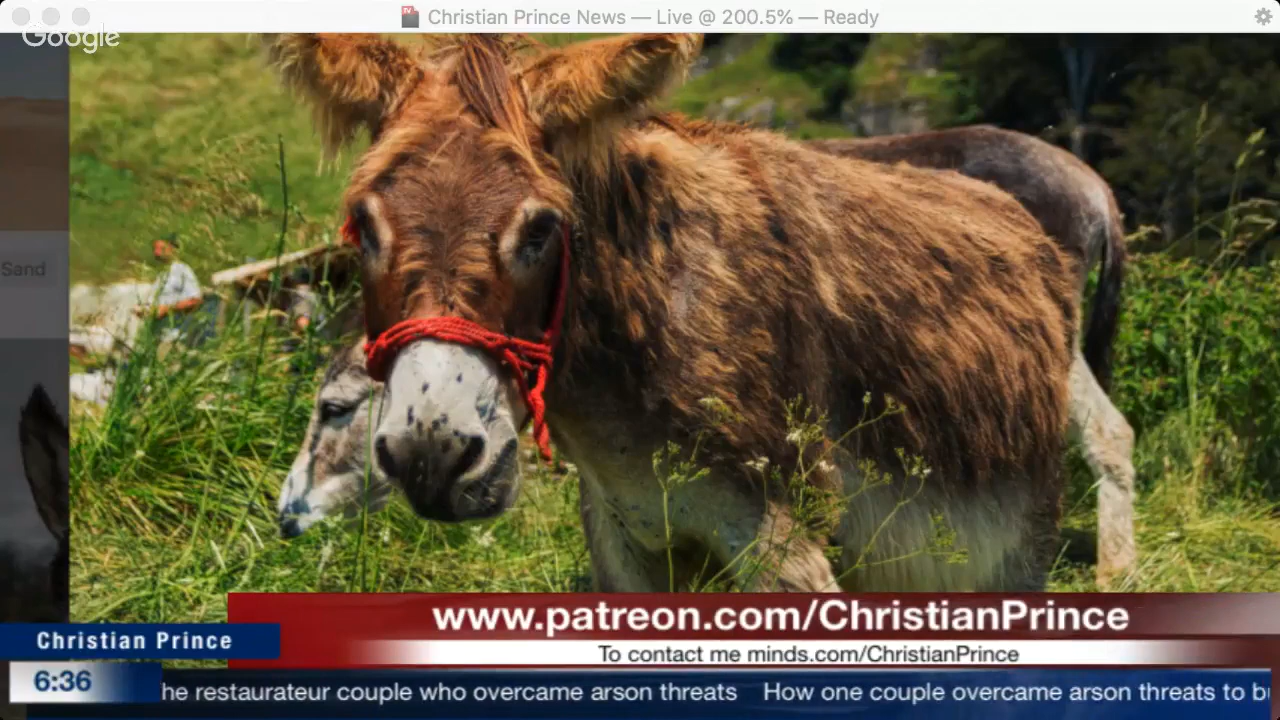 Christian Prince News — Live @ 200.5% — Ready
Google
Sand
www.patreon.com/ChristianPrince
Christian Prince
To contact me minds.com/ChristianPrince
6:36
he restaurateur couple who overcame arson threats How one couple overcame arson threats to